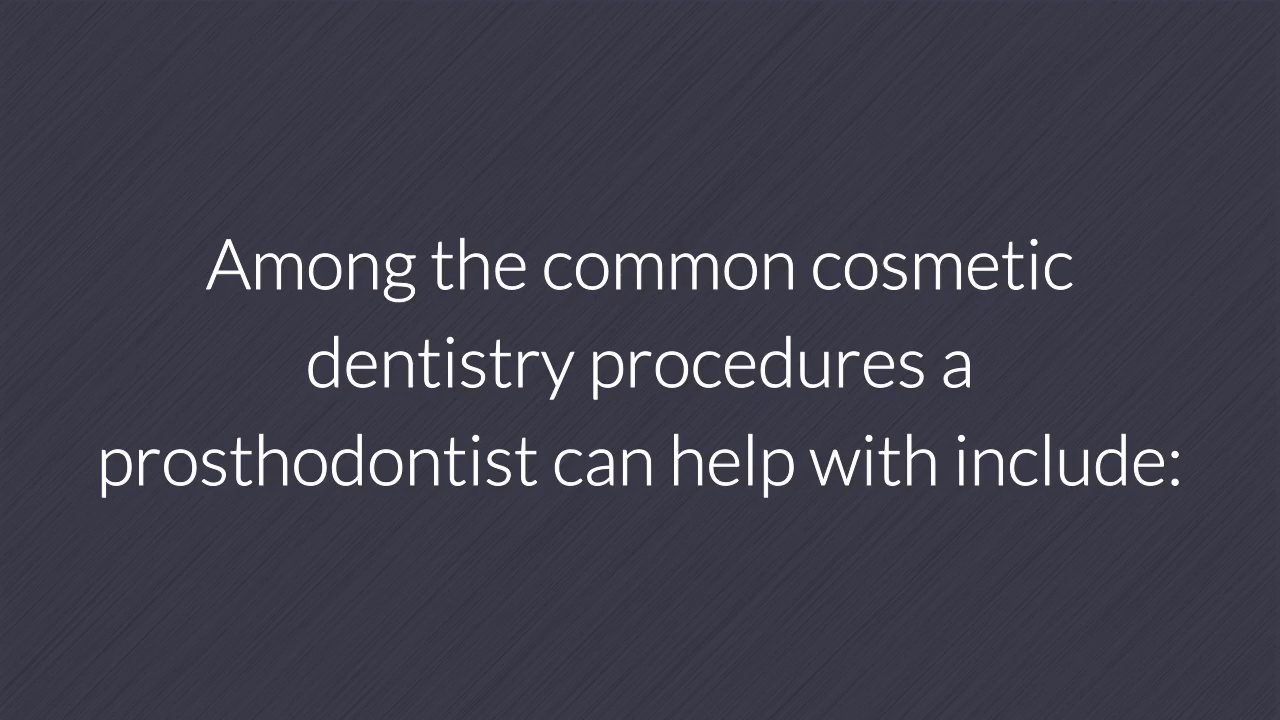 Among the common cosmetic
dentistry procedures a
prosthodontist can help with include: